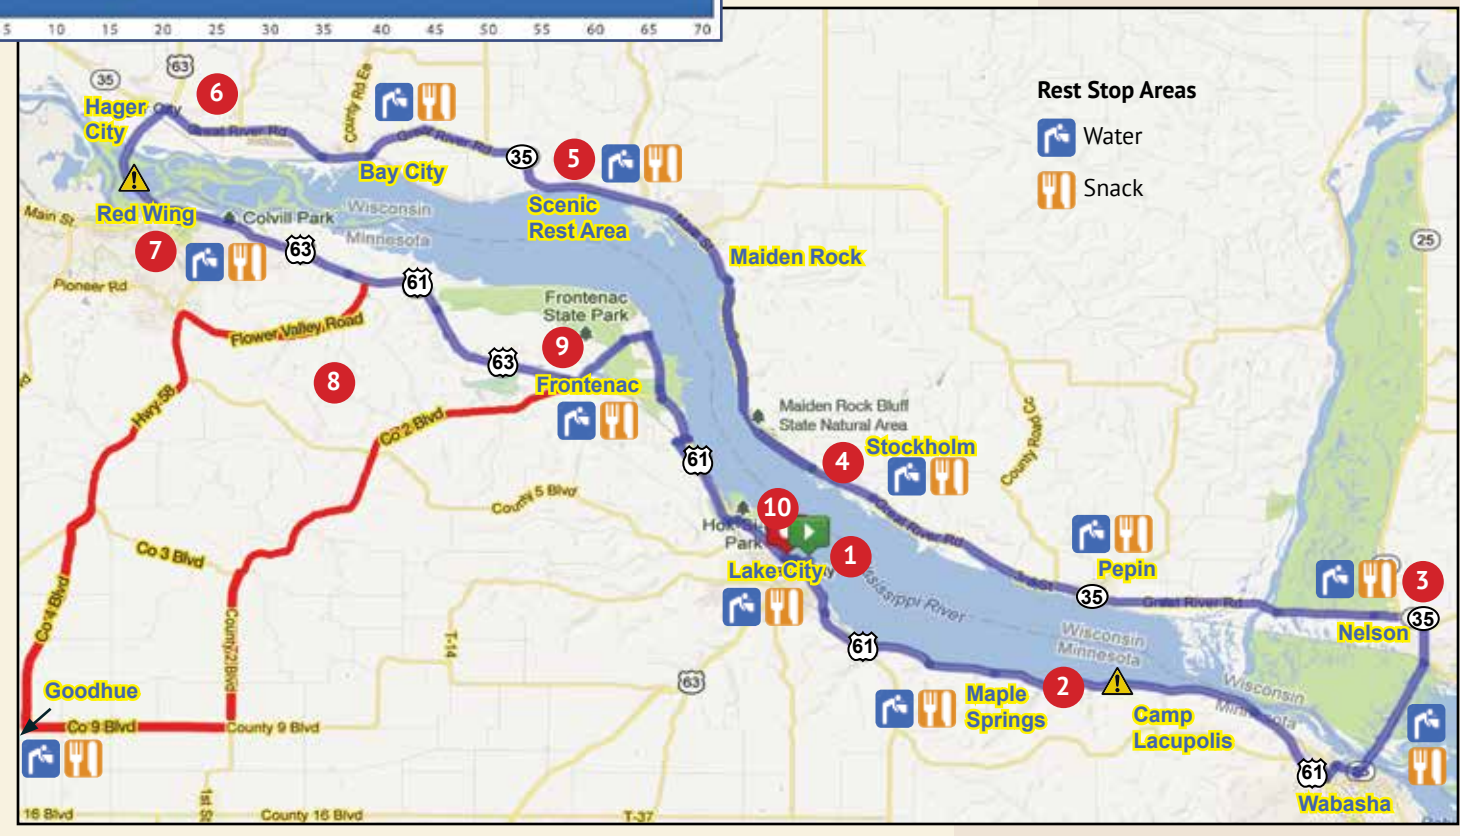 5 10 15 20 25 30 35 40 45 50 55 60 65 70
63
35
6
Hager
City
City
Great River Rd
County Rd Ee
Great River Rd
35
5
Bay City
Scenic
Rest Area
Rest Stop Areas
Water
Snack
Red Wing
Main St.
Colvill Park
Wisconsin
Minnesota
7
63
61
Pioneer Rd
Main St
Maiden Rock
25
Flower Valley Road
Frontenac
State Park
9
63
Frontenac
8
Hwy-58
Co 2 Blvd
Maiden Rock Bluff
State Natural Area
Stockholm
4
County Road Cc
61
County 5 Blvd
Great River Rd
10
Park
Lake City
1
Mississippi River
3rd St
35
Pepin
Great River Rd
3
35
Nelson
Co 3 Blvd
Co 1 Blvd
County 2 Blvd
T-14
61
Wisconsin
Minnesota
63
Maple
Springs
2
Camp
Lacupolis
Wisconsin
Minnesota
Goodhue
Co 9 Blvd
County 9 Blvd
61
Wabasha
16 Blvd
1st St
County 16 Blvd
T-37